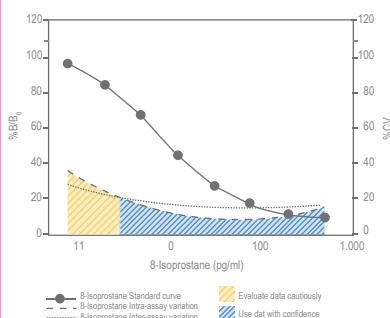 120 120
100 100
80 80
60 60
40 40
20 20
0 0
%B/B₀
%CV
11 0 100 1.000
8-Isoprostane (pg/ml)
8-Isoprostane Standard curve
8-Isoprostane Intra-assay variation
8-Isoprostane Inter-assay variation
Evaluate data cautiously
Use dat with confidence